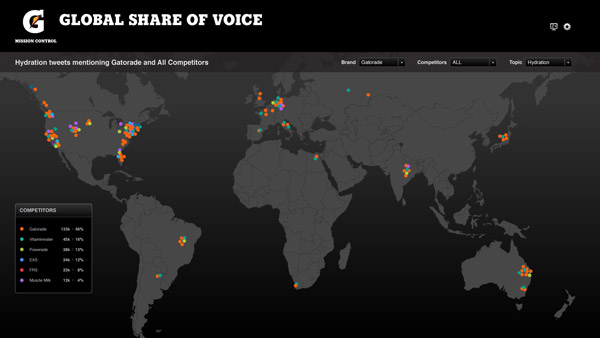 G
GLOBAL SHARE OF VOICE
MISSION CONTROL
Hydration tweets mentioning Gatorade and All Competitors
Brand Gatorade Competitors ALL Topic Hydration
COMPETITORS
Gatorade 133k 46%
Vitaminwater 45k 16%
Powerade 38k 13%
EAS 34k 12%
FRS 23k 8%
Muscle Milk 12k 4%